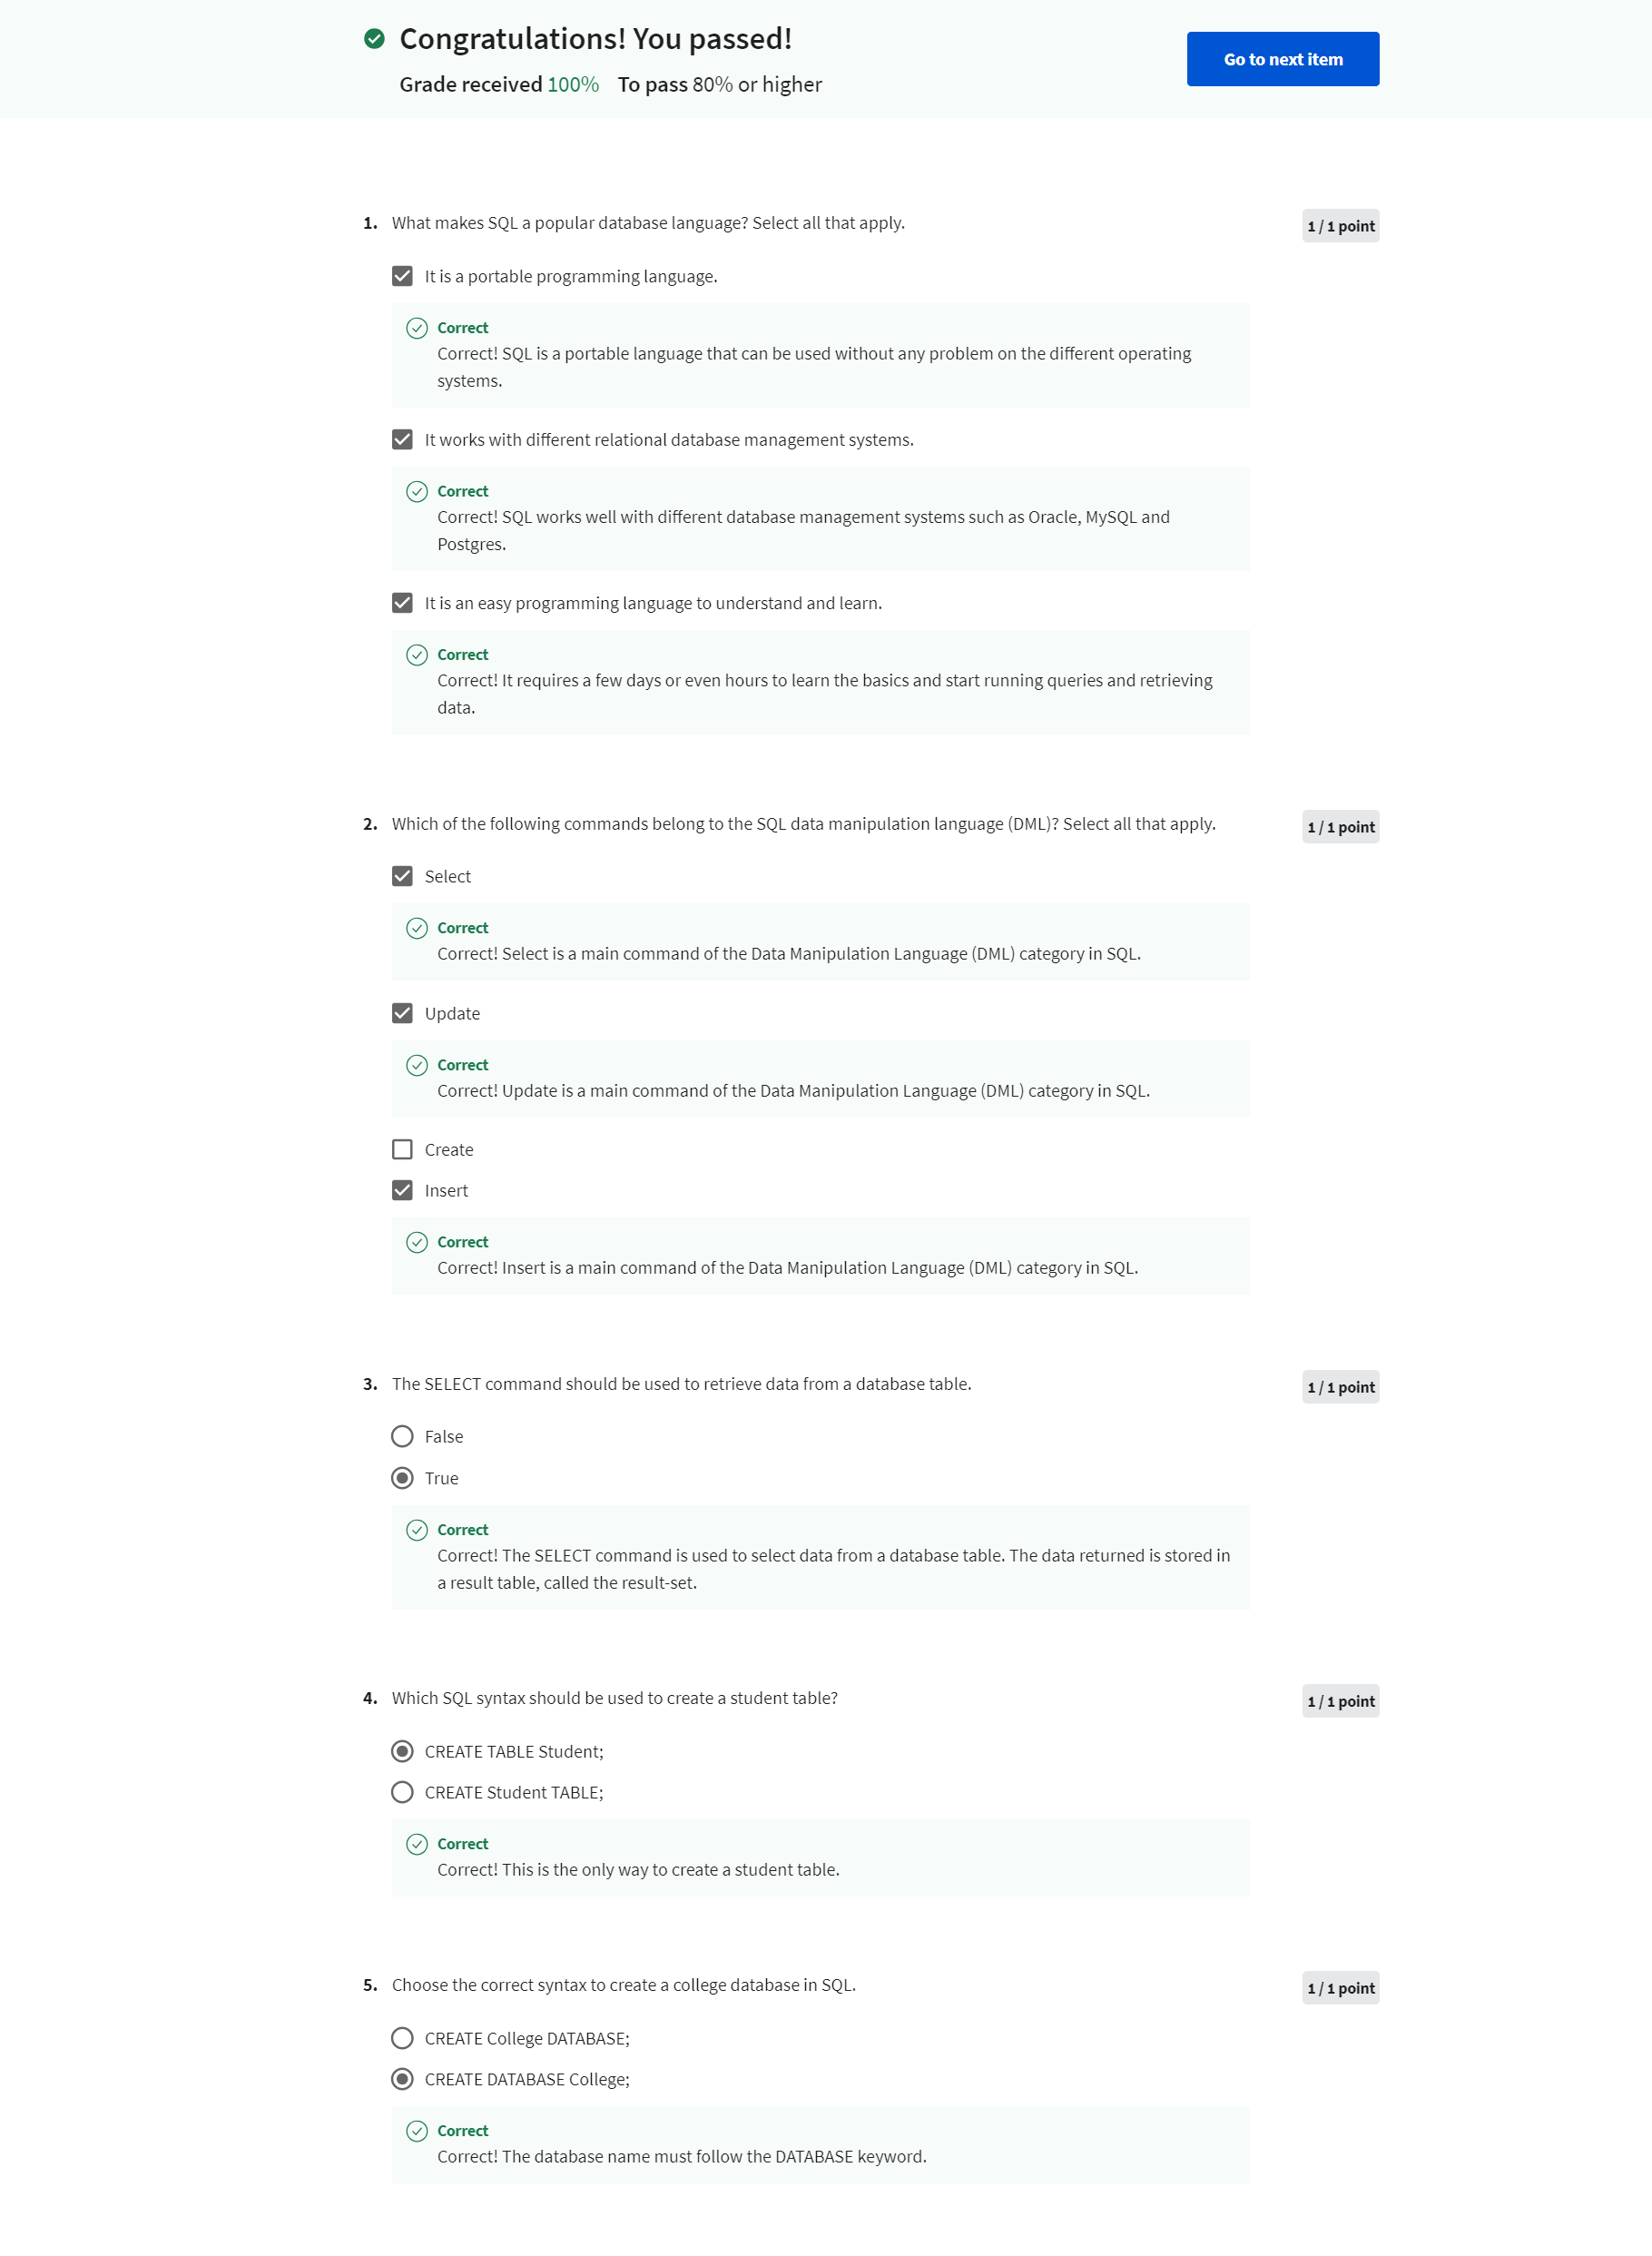 Congratulations! You passed!
Grade received 100% To pass 80% or higher
Go to next item
1. What makes SQL a popular database language? Select all that apply.
1 / 1 point
It is a portable programming language.
Correct
Correct! SQL is a portable language that can be used without any problem on the different operating
systems.
It works with different relational database management systems.
Correct
Correct! SQL works well with different database management systems such as Oracle, MySQL and
Postgres.
It is an easy programming language to understand and learn.
Correct
Correct! It requires a few days or even hours to learn the basics and start running queries and retrieving
data.
2. Which of the following commands belong to the SQL data manipulation language (DML)? Select all that apply.
1 / 1 point
Select
Correct
Correct! Select is a main command of the Data Manipulation Language (DML) category in SQL.
Update
Correct
Correct! Update is a main command of the Data Manipulation Language (DML) category in SQL.
Create
Insert
Correct
Correct! Insert is a main command of the Data Manipulation Language (DML) category in SQL.
3. The SELECT command should be used to retrieve data from a database table.
1 / 1 point
False
True
Correct
Correct! The SELECT command is used to select data from a database table. The data returned is stored in
a result table, called the result-set.
4. Which SQL syntax should be used to create a student table?
1 / 1 point
CREATE TABLE Student;
CREATE Student TABLE;
Correct
Correct! This is the only way to create a student table.
5. Choose the correct syntax to create a college database in SQL.
1 / 1 point
CREATE College DATABASE;
CREATE DATABASE College;
Correct
Correct! The database name must follow the DATABASE keyword.